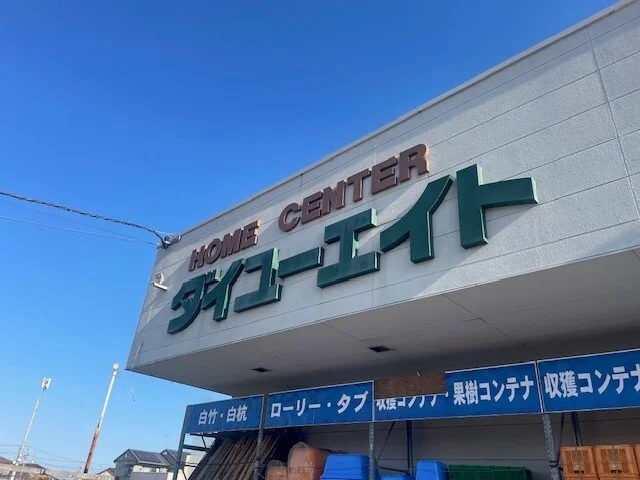 HOME CENTER
ダイユーエイト
白竹・白杭
ローリー・タブ
収穫コンテナ・果樹コンテナ
収獲コンテナ